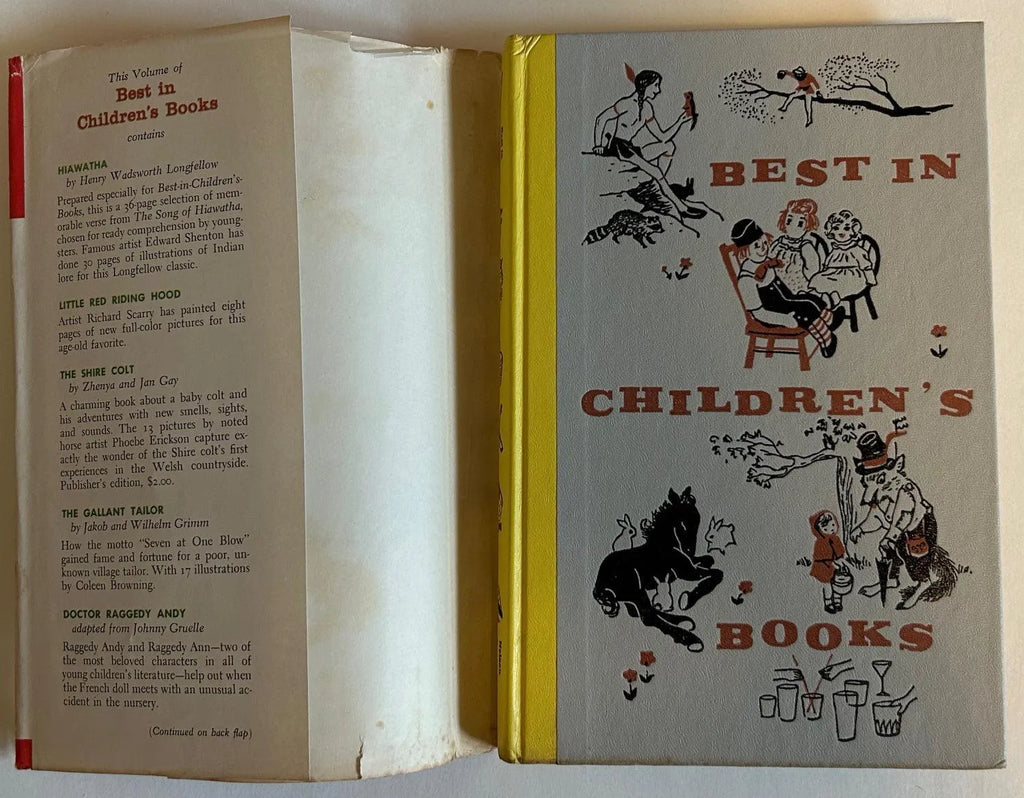 This Volume of
Best in
Children's Books
contains
HIAWATHA
by Henry Wadsworth Longfellow
Prepared especially for Best-in-Children's-
Books, this is a 36-page selection of mem-
orable verse from The Song of Hiawatha,
chosen for ready comprehension by young-
sters. Famous artist Edward Shenton has
done 30 pages of illustrations of Indian
lore for this Longfellow classic.
LITTLE RED RIDING HOOD
Artist Richard Scarry has painted eight
pages of new full-color pictures for this
age-old favorite.
THE SHIRE COLT
by Zhenya and Jan Gay
A charming book about a baby colt and
his adventures with new smells, sights,
and sounds. The 13 pictures by noted
horse artist Phoebe Erickson capture ex-
actly the wonder of the Shire colt's first
experiences in the Welsh countryside.
Publisher's edition, $2.00.
THE GALLANT TAILOR
by Jakob and Wilhelm Grimm
How the motto "Seven at One Blow"
gained fame and fortune for a poor, un-
known village tailor. With 17 illustrations
by Coleen Browning.
DOCTOR RAGGEDY ANDY
adapted from Johnny Gruelle
Raggedy Andy and Raggedy Ann—two of
the most beloved characters in all of
young children's literature—help out when
the French doll meets with an unusual ac-
cident in the nursery.
(Continued on back flap)
BEST IN
CHILDREN'S
BOOKS